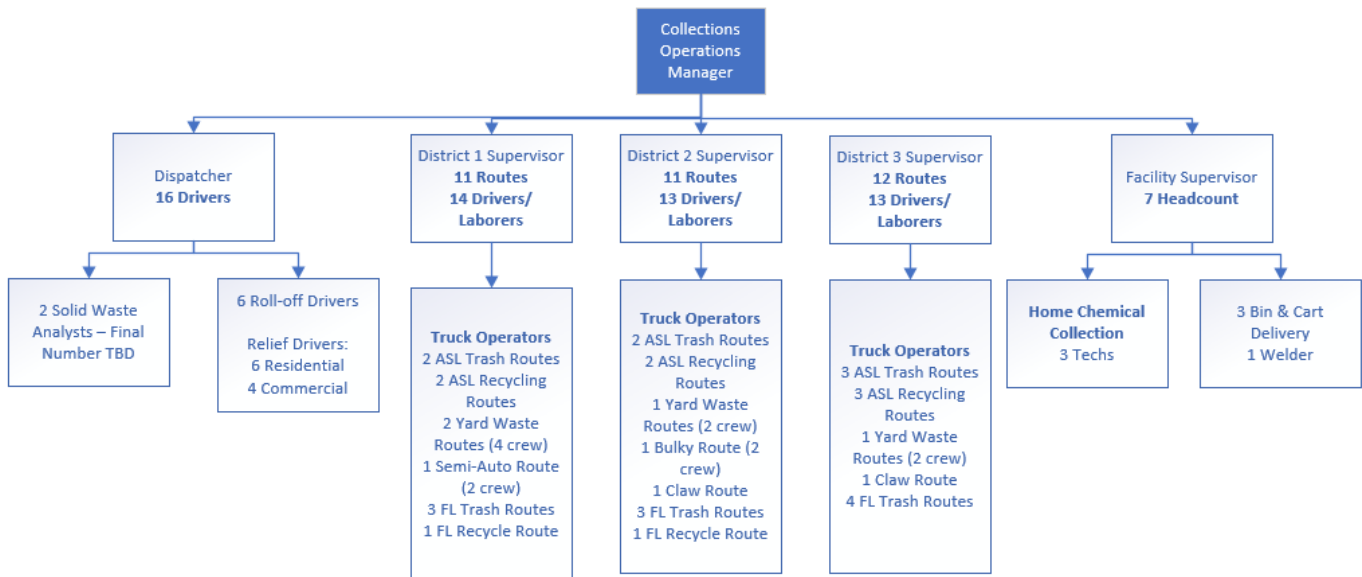 Collections
Operations
Manager
Dispatcher
16 Drivers
District 1 Supervisor
11 Routes
14 Drivers/
Laborers
District 2 Supervisor
11 Routes
13 Drivers/
Laborers
District 3 Supervisor
12 Routes
13 Drivers/
Laborers
Facility Supervisor
7 Headcount
2 Solid Waste
Analysts – Final
Number TBD
6 Roll-off Drivers
Relief Drivers:
6 Residential
4 Commercial
Truck Operators
2 ASL Trash Routes
2 ASL Recycling
Routes
2 Yard Waste
Routes (4 crew)
1 Semi-Auto Route
(2 crew)
3 FL Trash Routes
1 FL Recycle Route
Truck Operators
2 ASL Trash Routes
2 ASL Recycling
Routes
1 Yard Waste
Routes (2 crew)
1 Bulky Route (2
crew)
1 Claw Route
3 FL Trash Routes
1 FL Recycle Route
Truck Operators
3 ASL Trash Routes
3 ASL Recycling
Routes
1 Yard Waste
Routes (2 crew)
1 Claw Route
4 FL Trash Routes
Home Chemical
Collection
3 Techs
3 Bin & Cart
Delivery
1 Welder